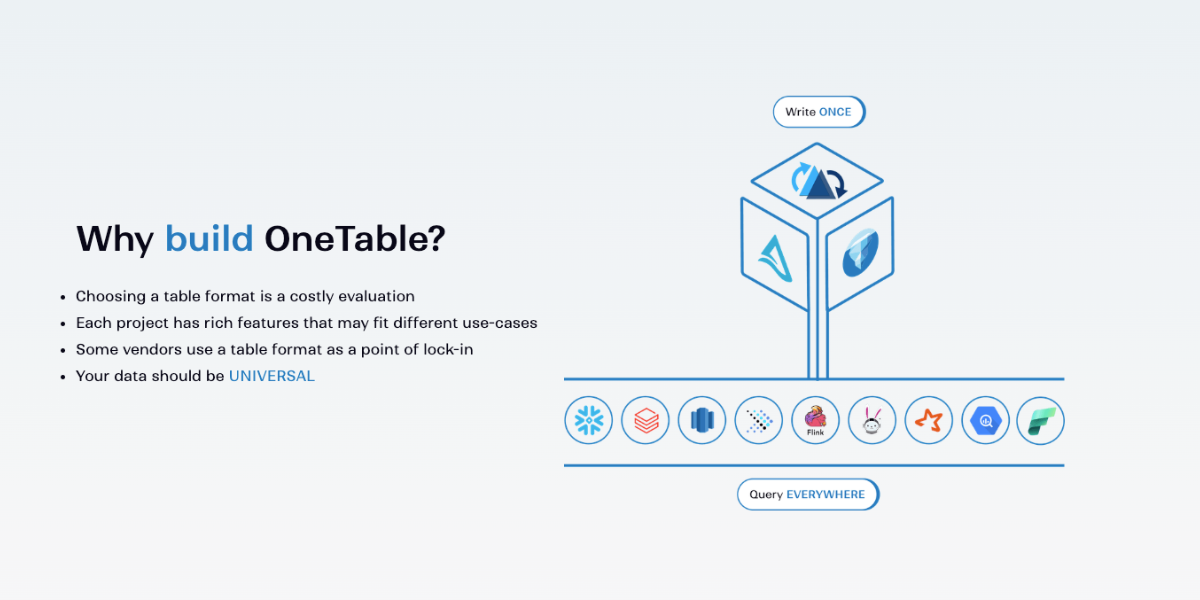 Why build OneTable?
Choosing a table format is a costly evaluation
Each project has rich features that may fit different use-cases
Some vendors use a table format as a point of lock-in
Your data should be UNIVERSAL
Write ONCE
Flink
Query EVERYWHERE